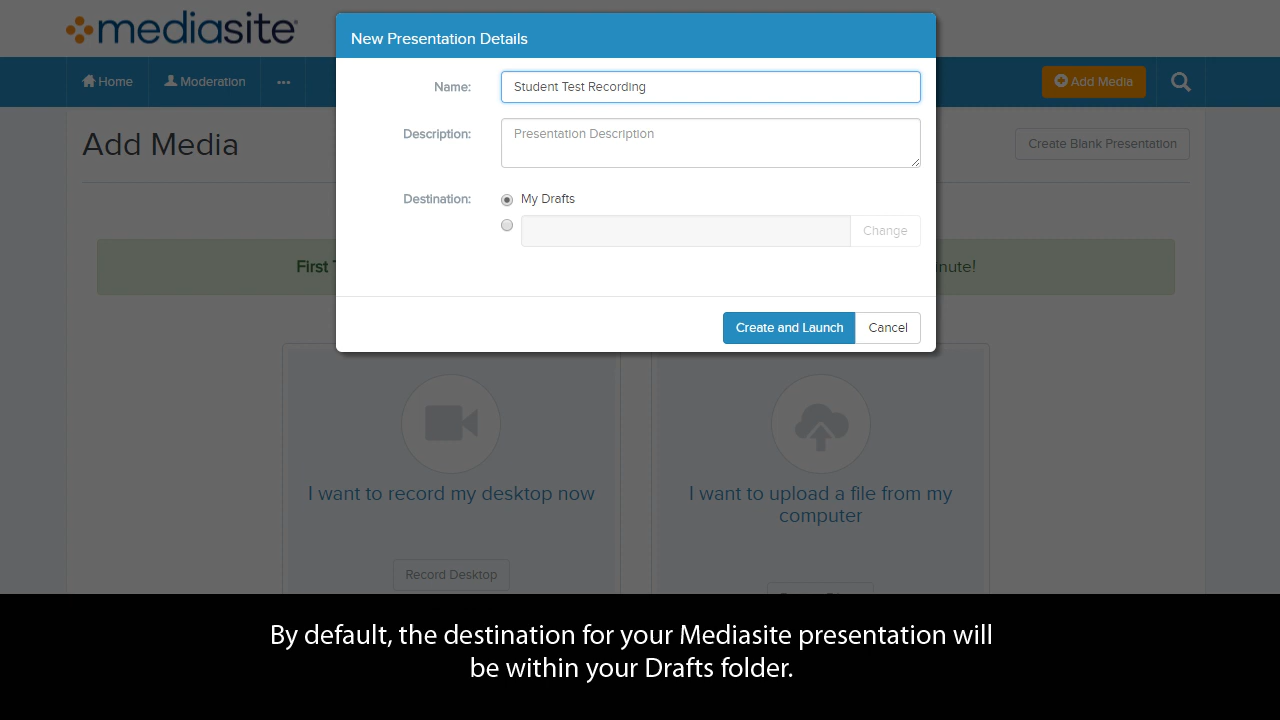 mediasite
New Presentation Details
Home
Moderation
Add Media
Name:
Student Test Recording
Description:
Presentation Description
Add Media
Create Blank Presentation
Destination:
My Drafts
Change
First
nute!
Create and Launch
Cancel
I want to record my desktop now
I want to upload a file from my
computer
Record Desktop
By default, the destination for your Mediasite presentation will
be within your Drafts folder.